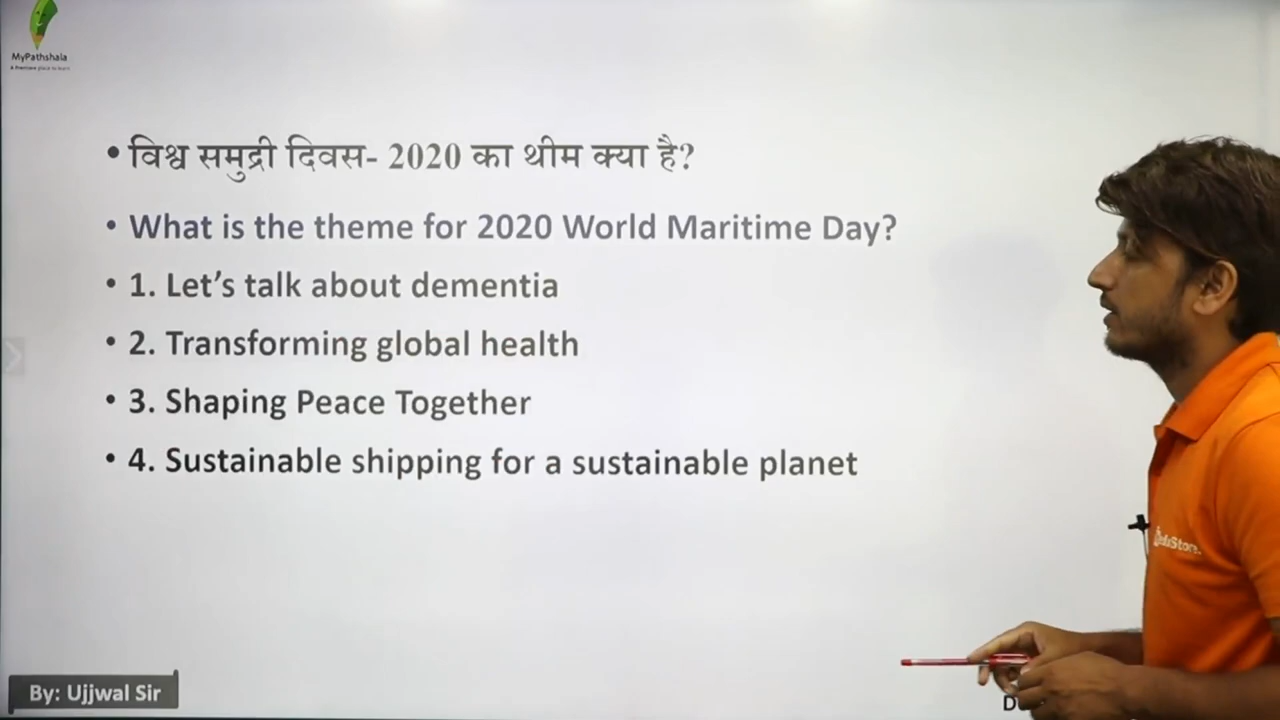 MyPathshala
• विश्व समुद्री दिवस- 2020 का थीम क्या है?
• What is the theme for 2020 World Maritime Day?
• 1. Let's talk about dementia
• 2. Transforming global health
• 3. Shaping Peace Together
• 4. Sustainable shipping for a sustainable planet
By: Ujjwal Sir